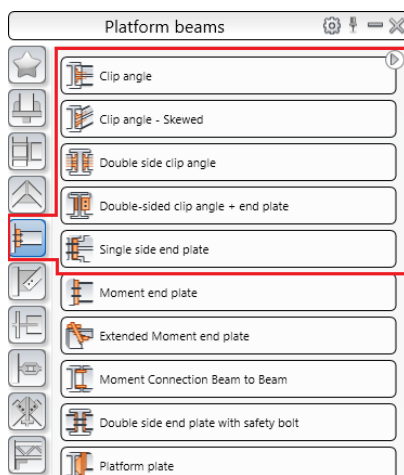 Platform beams
Clip angle
Clip angle - Skewed
Double side clip angle
Double-sided clip angle + end plate
Single side end plate
Moment end plate
Extended Moment end plate
Moment Connection Beam to Beam
Double side end plate with safety bolt
Platform plate